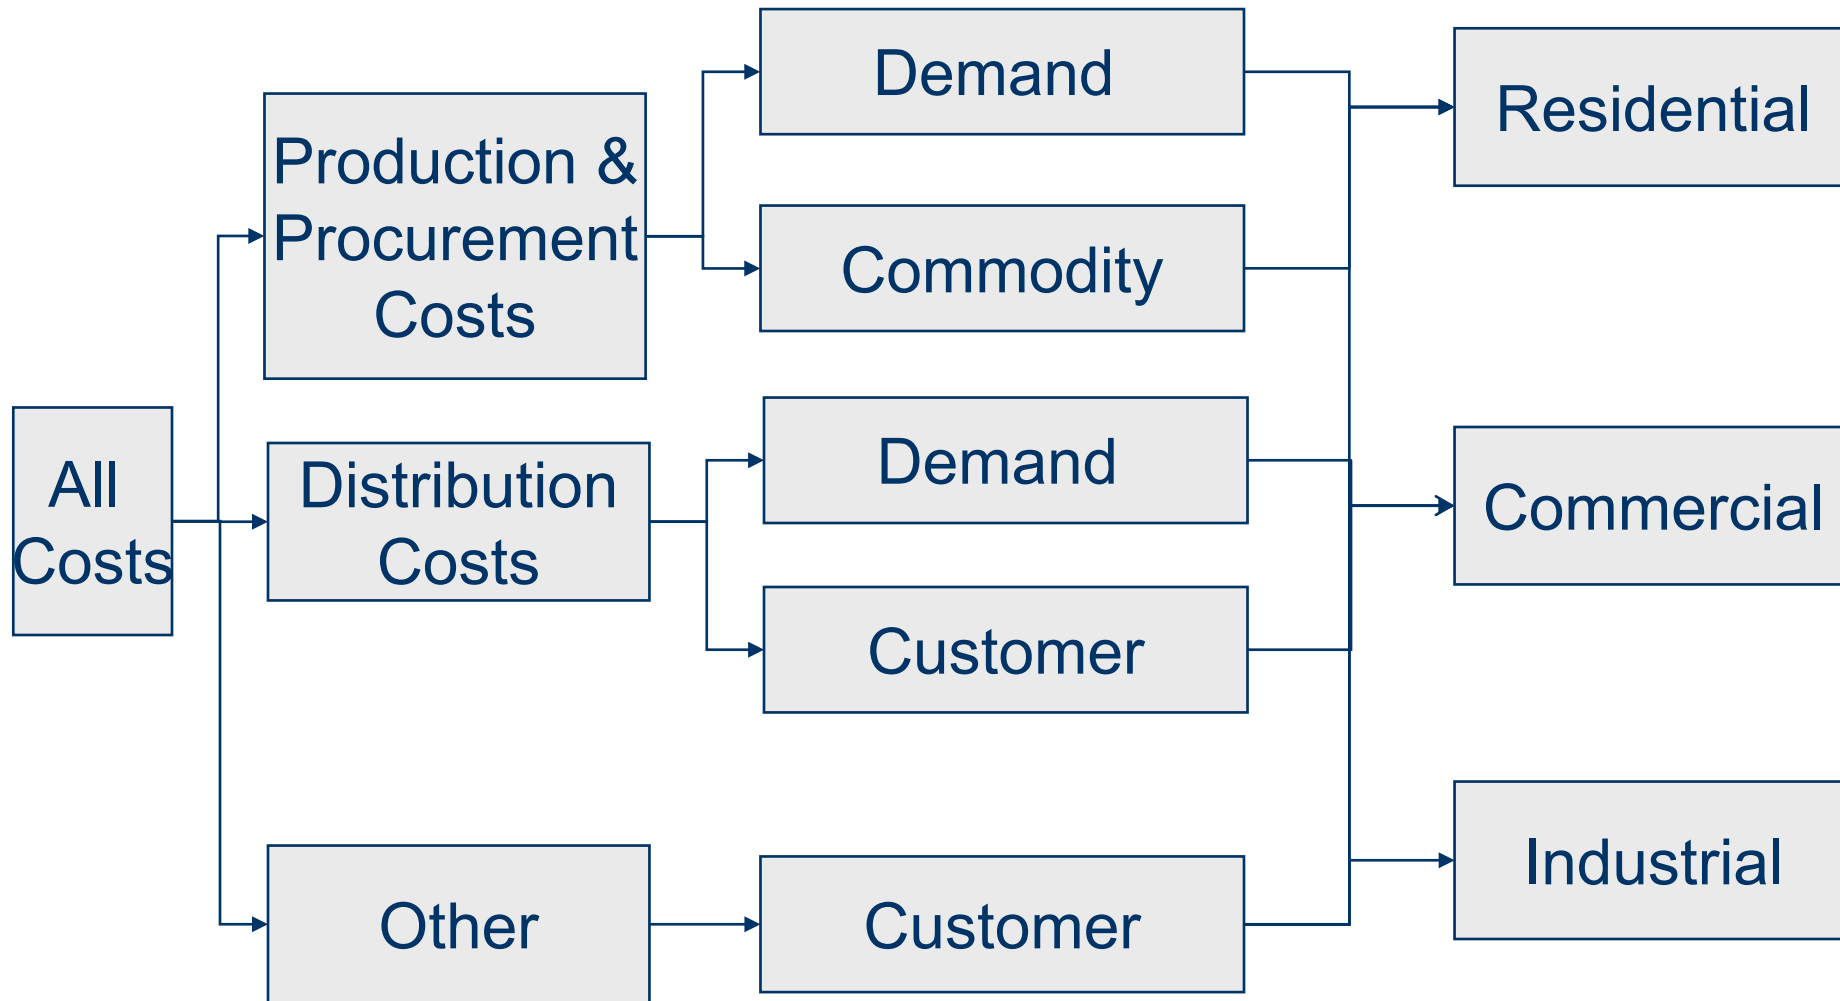 All
Costs
Production &
Procurement
Costs
Distribution
Costs
Other
Demand
Commodity
Demand
Customer
Customer
Residential
Commercial
Industrial